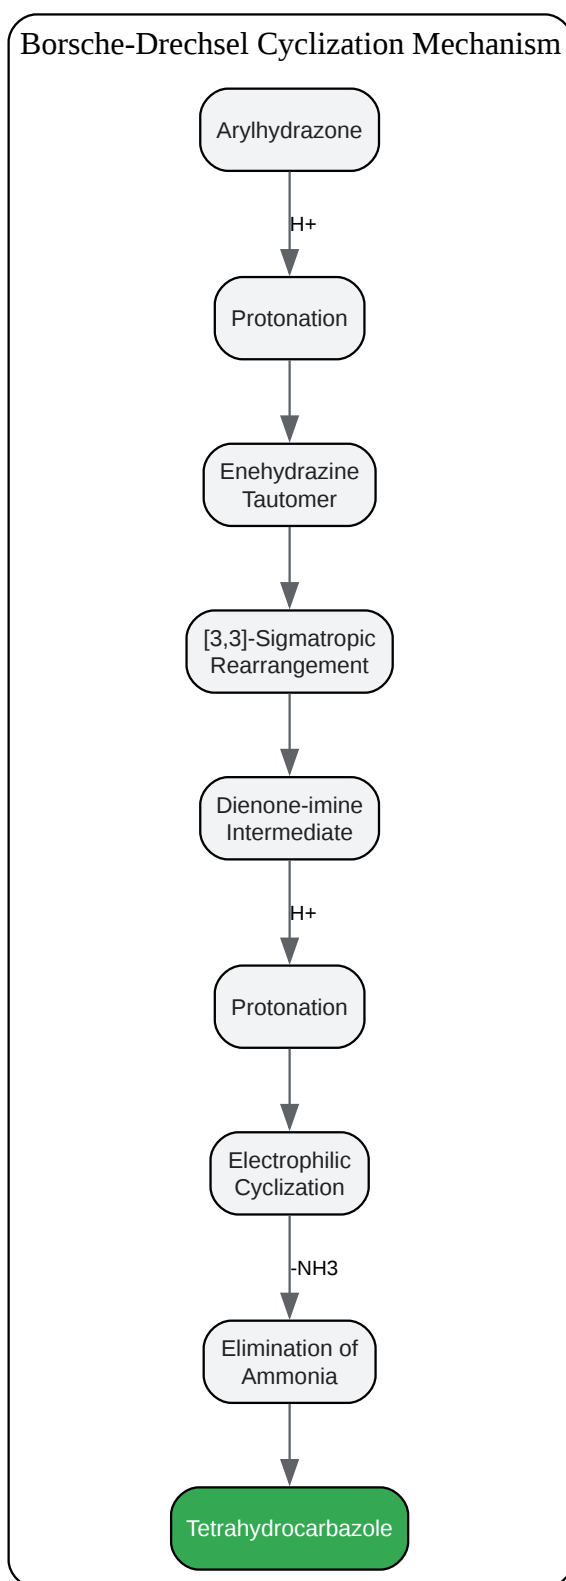 Borsche-Drechsel Cyclization Mechanism
Arylhydrazone
H+
Protonation
Enehydrazine
Tautomer
[3,3]-Sigmatropic
Rearrangement
Dienone-imine
Intermediate
H+
Protonation
Electrophilic
Cyclization
-NH3
Elimination of
Ammonia
Tetrahydrocarbazole